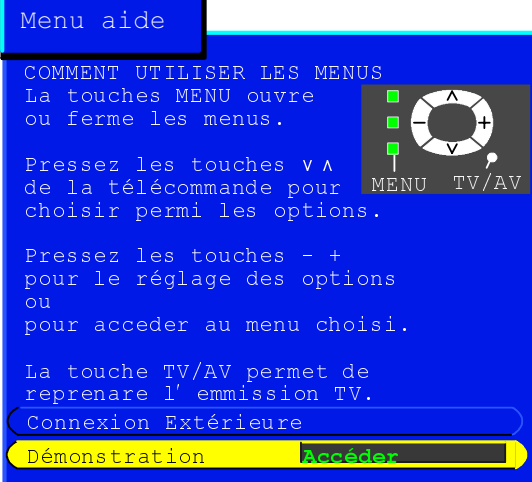 Menu aide
COMMENT UTILISER LES MENUS
La touches MENU ouvre
ou ferme les menus.
Pressez les touches ∨ ∧
de la télécommande pour
choisir permi les options.
MENU TV/AV
Pressez les touches - +
pour le réglage des options
ou
pour acceder au menu choisi.
La touche TV/AV permet de
reprenare l' emmission TV.
Connexion Extérieure
Démonstration Accéder